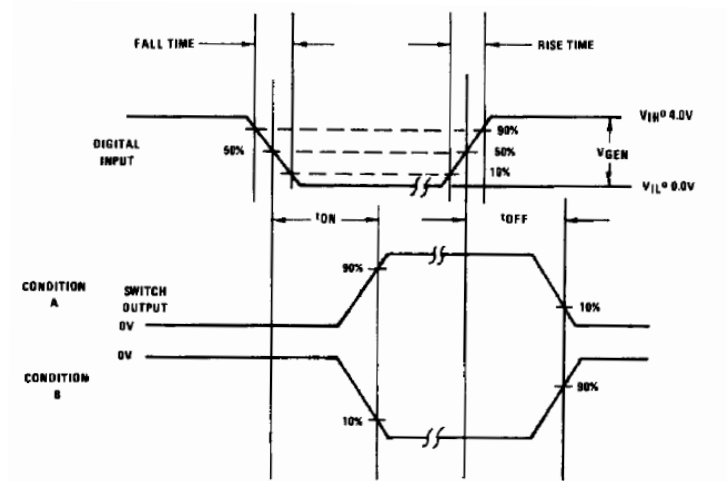 FALL TIME
RISE TIME
VIH= 4.0V
90%
DIGITAL
INPUT
50%
50%
VGEN
10%
VIL= 0.0V
tON
tOFF
90%
CONDITION
A
SWITCH
OUTPUT
10%
0V
0V
CONDITION
B
90%
10%